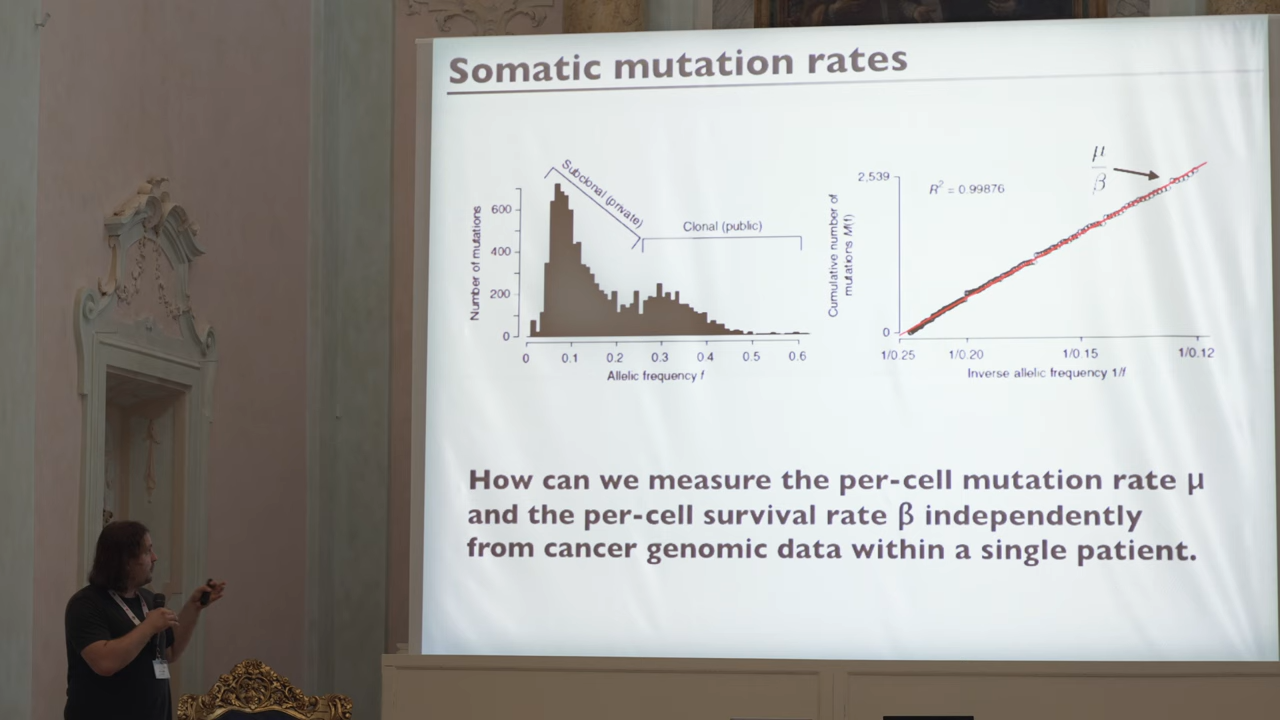 Somatic mutation rates
Subclonal (private)
Clonal (public)
Number of mutations
600
400
200
0
0 0.1 0.2 0.3 0.4 0.5 0.6
Allelic frequency f
Cumulative number of
mutations M(f)
2,539
0
R² = 0.99876
μ
β
1/0.25 1/0.20 1/0.15 1/0.12
Inverse allelic frequency 1/f
How can we measure the per-cell mutation rate μ
and the per-cell survival rate β independently
from cancer genomic data within a single patient.